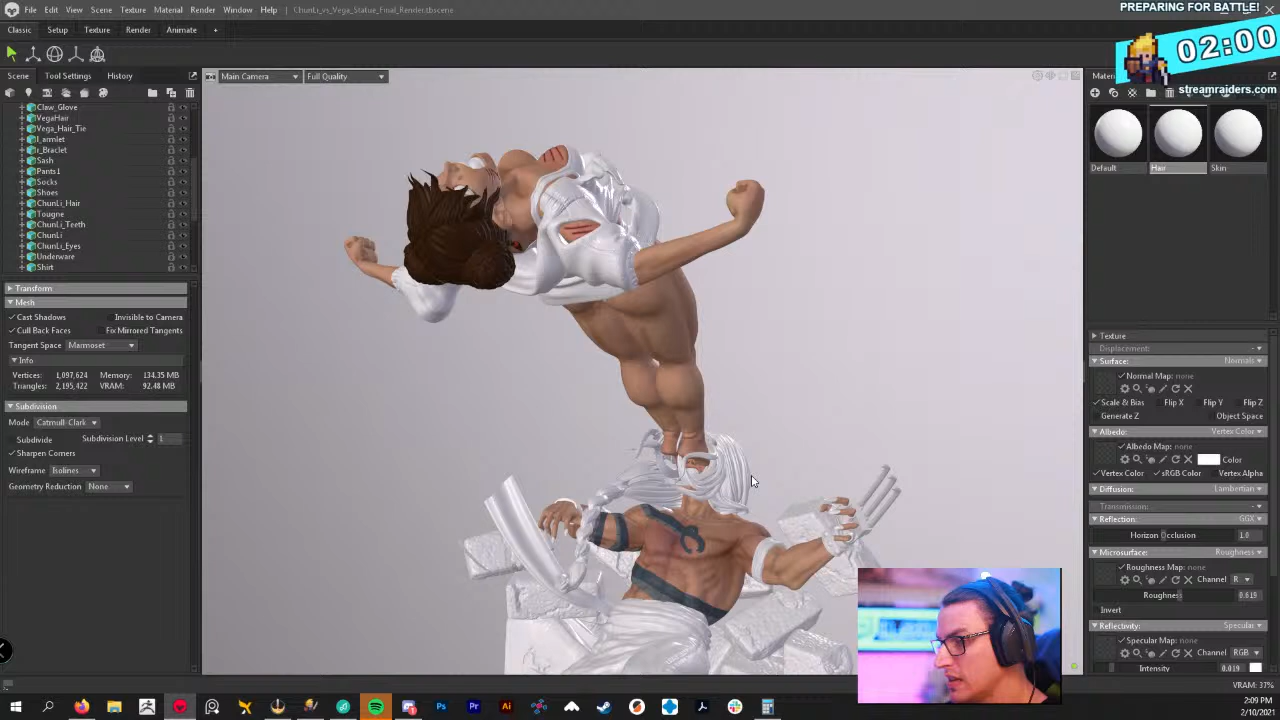 File Edit View Scene Texture Material Render Window Help ChunLi_vs_Vega_Statue_Final_Render.tbscene
PREPARING FOR BATTLE!
02:00
streamraiders.com
Classic Setup Texture Render Animate +
Scene Tool Settings History
Main Camera Full Quality
Claw_Glove
VegaHair
Vega_Hair_Tie
l_armlet
r_Braclet
Sash
Pants1
Socks
Shoes
ChunLi_Hair
Tougne
ChunLi_Teeth
ChunLi
ChunLi_Eyes
Underware
Shirt
Transform
Mesh
Cast Shadows Invisible to Camera
Cull Back Faces Fix Mirrored Tangents
Tangent Space Marmoset
Info
Vertices: 1,097,624 Memory: 134.35 MB
Triangles: 2,195,422 VRAM: 92.48 MB
Subdivision
Mode Catmull-Clark
Subdivide Subdivision Level 1
Sharpen Corners
Wireframe Isolines
Geometry Reduction None
Default Hair Skin
Texture
Displacement:
Surface: Normals
Normal Map: none
Scale & Bias Flip X Flip Y Flip Z
Generate Z Object Space
Albedo: Vertex Color
Albedo Map: none
Color
Vertex Color sRGB Color Vertex Alpha
Diffusion: Lambertian
Transmission:
Reflection: GGX
Horizon Occlusion 1.0
Microsurface: Roughness
Roughness Map: none
Channel R
Roughness 0.619
Invert
Reflectivity: Specular
Specular Map: none
Channel RGB
Intensity 0.019
VRAM: 37%
2:09 PM
2/10/2021